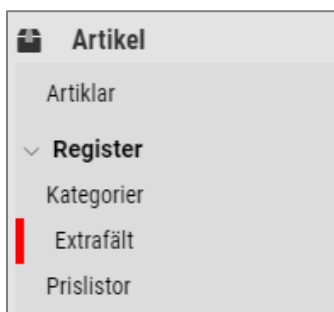 Artikel
Artiklar
Register
Kategorier
Extrafält
Prislistor